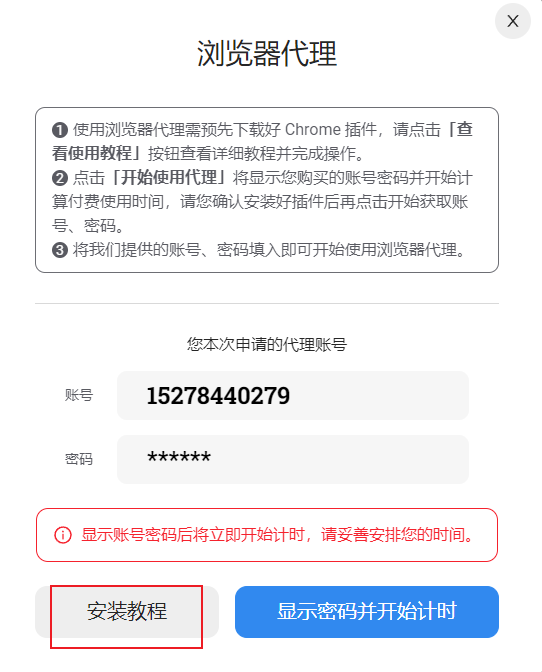 X
浏览器代理
❶ 使用浏览器代理需预先下载好 Chrome 插件，请点击「查
看使用教程」按钮查看详细教程并完成操作。
❷ 点击「开始使用代理」将显示您购买的账号密码并开始计
算付费使用时间，请您确认安装好插件后再点击开始获取账
号、密码。
❸ 将我们提供的账号、密码填入即可开始使用浏览器代理。
您本次申请的代理账号
账号 15278440279
密码 ******
显示账号密码后将立即开始计时，请妥善安排您的时间。
安装教程 显示密码并开始计时